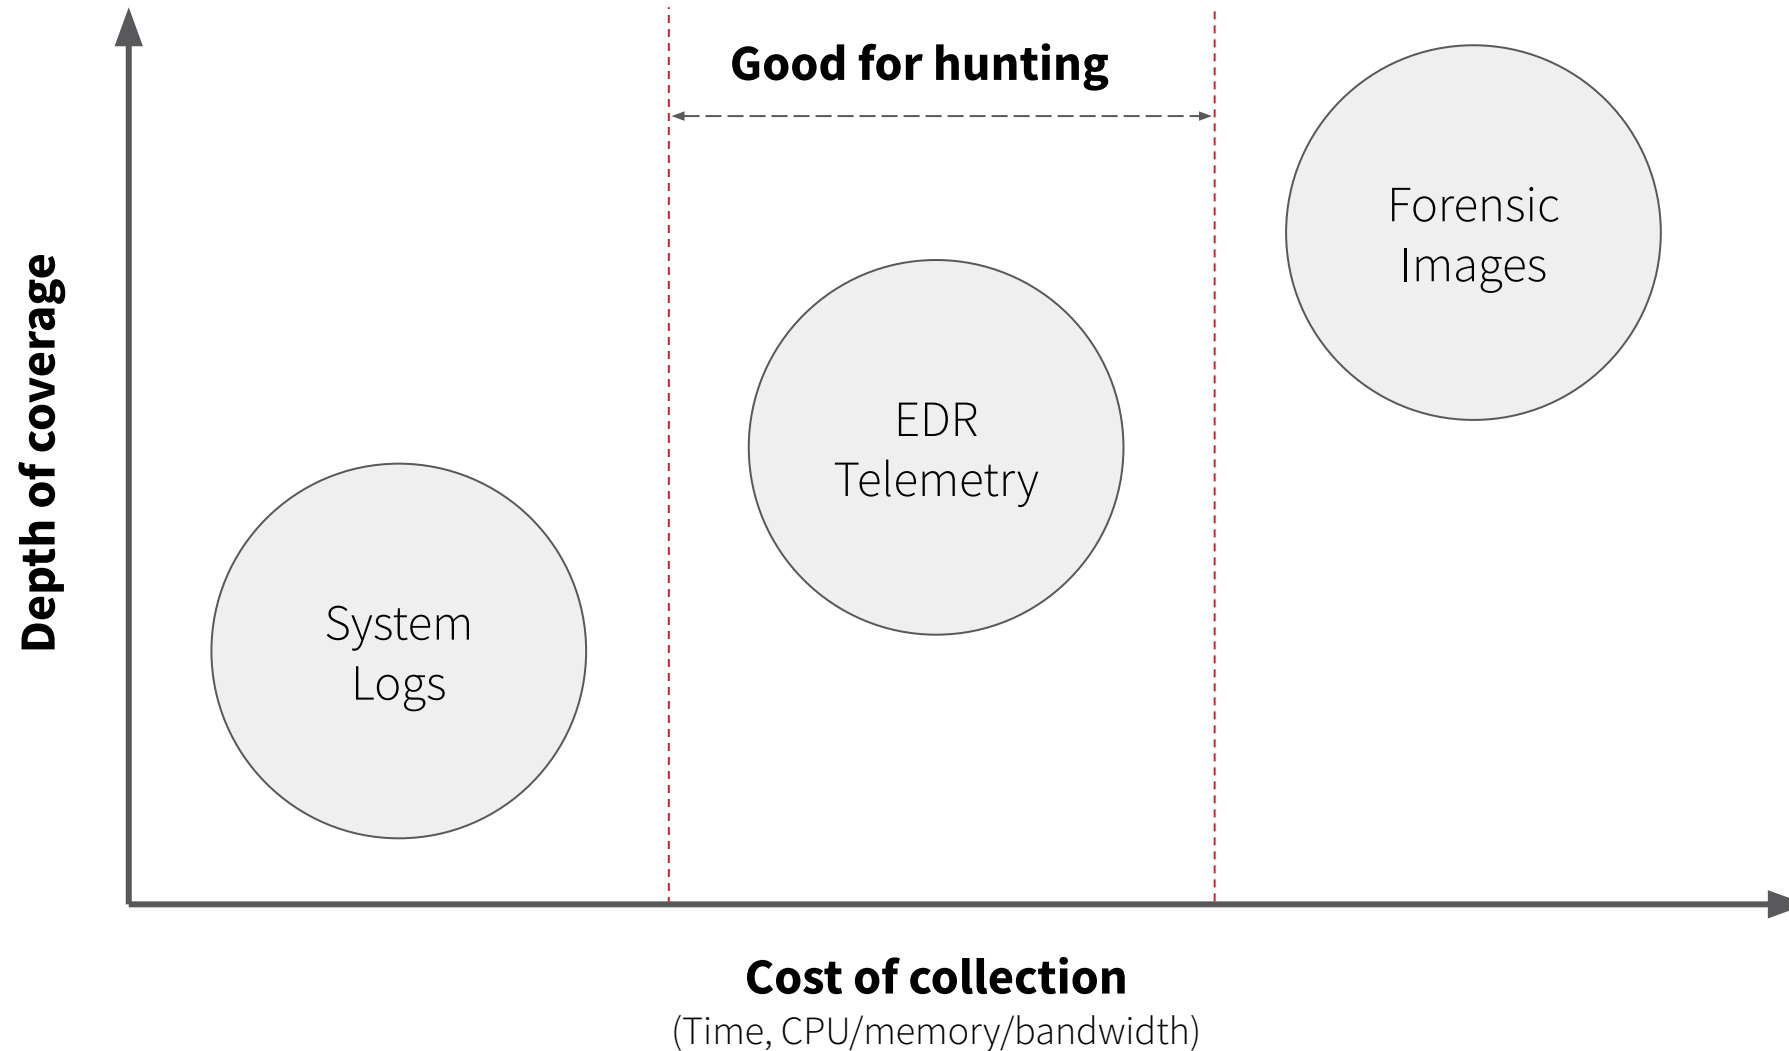 Good for hunting
Forensic
Images
EDR
Telemetry
System
Logs
Depth of coverage
Cost of collection
(Time, CPU/memory/bandwidth)